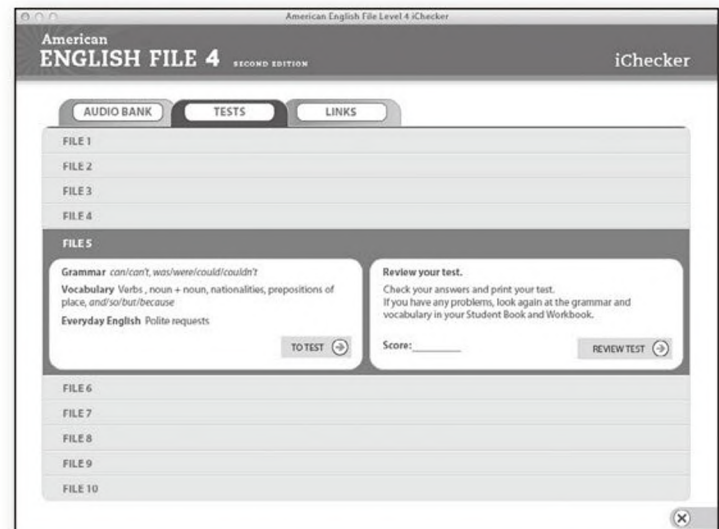 American English File Level 4 iChecker
American
ENGLISH FILE 4 SECOND EDITION
iChecker
AUDIO BANK
TESTS
LINKS
FILE 1
FILE 2
FILE 3
FILE 4
FILE 5
Grammar can/can't, was/were/could/couldn't
Vocabulary Verbs , noun + noun, nationalities, prepositions of
place, and/so/but/because
Everyday English Polite requests
TO TEST
Review your test.
Check your answers and print your test.
If you have any problems, look again at the grammar and
vocabulary in your Student Book and Workbook.
Score:_________
REVIEW TEST
FILE 6
FILE 7
FILE 8
FILE 9
FILE 10